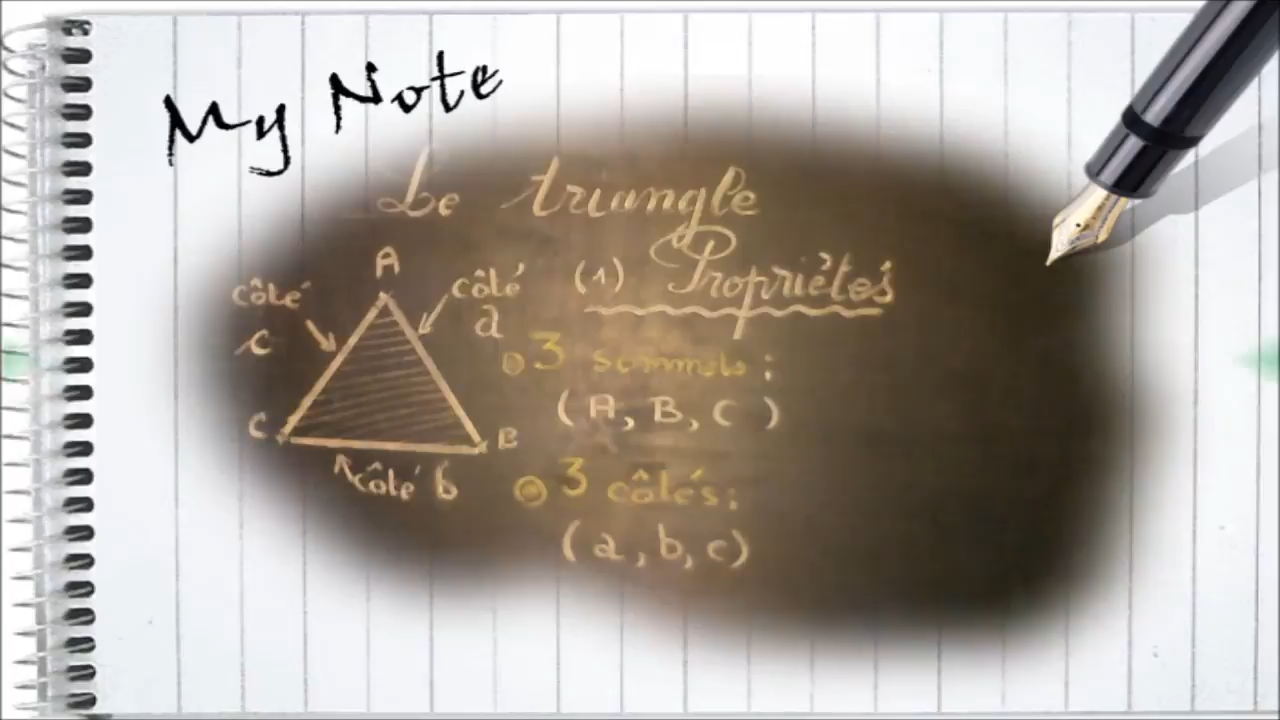 My Note
Le triangle
(1) Propriétés
A
côté
c
côté
a
3 sommets :
(A, B, C)
C
B
côté b
3 côtés :
(a, b, c)